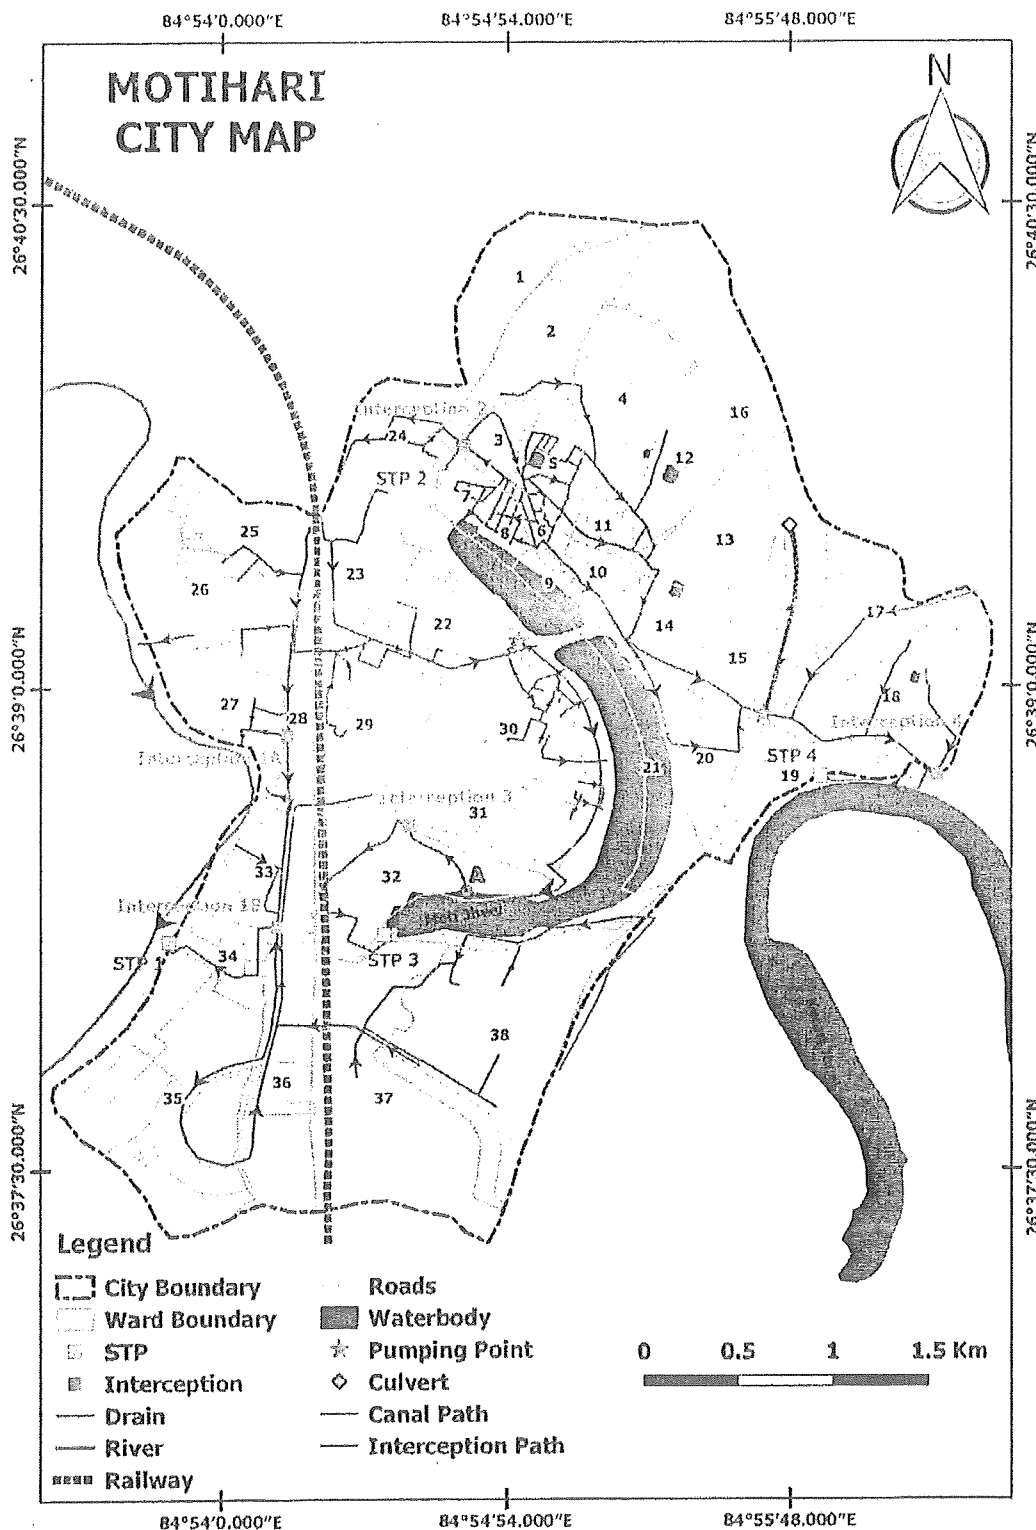 84°54'0.000"E
84°54'54.000"E
84°55'48.000"E
MOTIHARI
CITY MAP
N
26°40'30.000"N
26°40'30.000"N
1
2
4
16
Interception 2
24
3
12
5
STP 2
7
25
11
8
6
13
23
10
9
26
17
22
14
15
26°39'0.000"N
26°39'0.000"N
27
28
18
29
30
Interception 4
Interception 1A
21
20
STP 4
19
Interception 3
31
33
32
A
Interception 1B
Motijheel
34
STP 1
STP 3
38
36
35
37
26°37'30.000"N
26°37'30.000"N
Legend
City Boundary
Ward Boundary
STP
Interception
Drain
River
Railway
Roads
Waterbody
Pumping Point
Culvert
Canal Path
Interception Path
0 0.5 1 1.5 Km
84°54'0.000"E
84°54'54.000"E
84°55'48.000"E